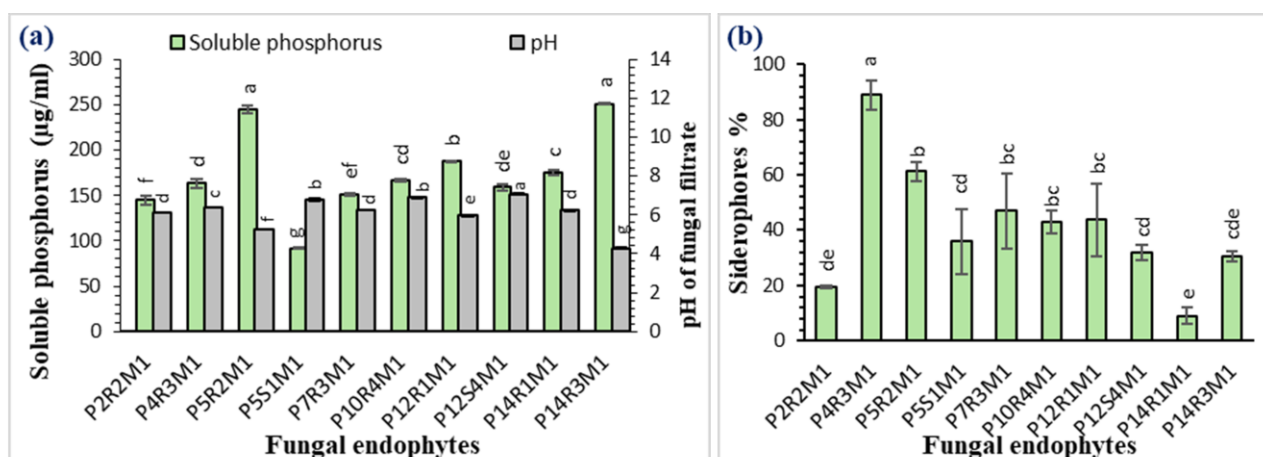 (a)
Soluble phosphorus pH
300
250
200
150
100
50
0
Soluble phosphorus (µg/ml)
14
12
10
8
6
4
2
0
pH of fungal filtrate
f d d c a f g b ef d cd b b e de a c d a g
P2R2M1 P4R3M1 P5R2M1 P5S1M1 P7R3M1 P10R4M1 P12R1M1 P12S4M1 P14R1M1 P14R3M1
Fungal endophytes
(b)
100
80
60
40
20
0
Siderophores %
de a b cd bc bc bc cd e cde
P2R2M1 P4R3M1 P5R2M1 P5S1M1 P7R3M1 P10R4M1 P12R1M1 P12S4M1 P14R1M1 P14R3M1
Fungal endophytes